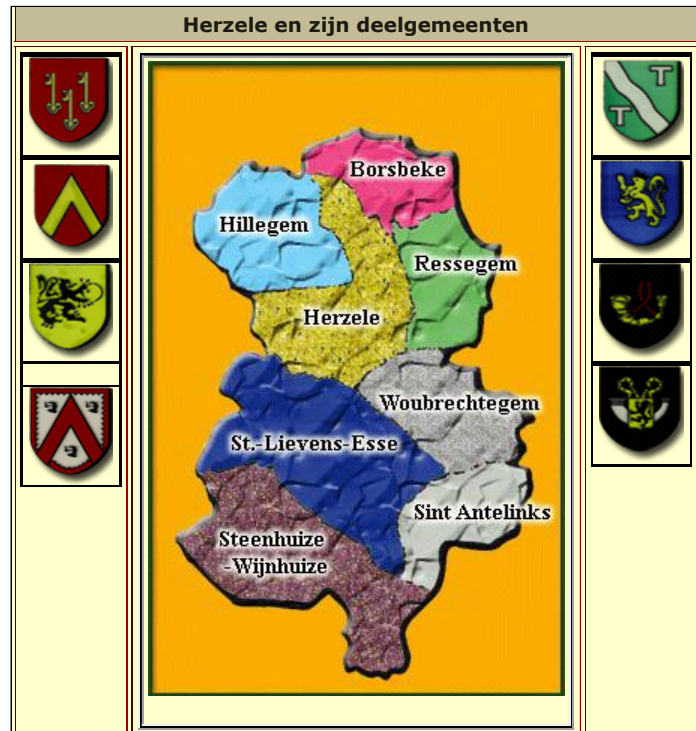 Herzele en zijn deelgemeenten
Borsbeke
Hillegem
Ressegem
Herzele
Woubrechtegem
St.-Lievens-Esse
Sint Antelinks
Steenhuize
-Wijnhuize
T
T